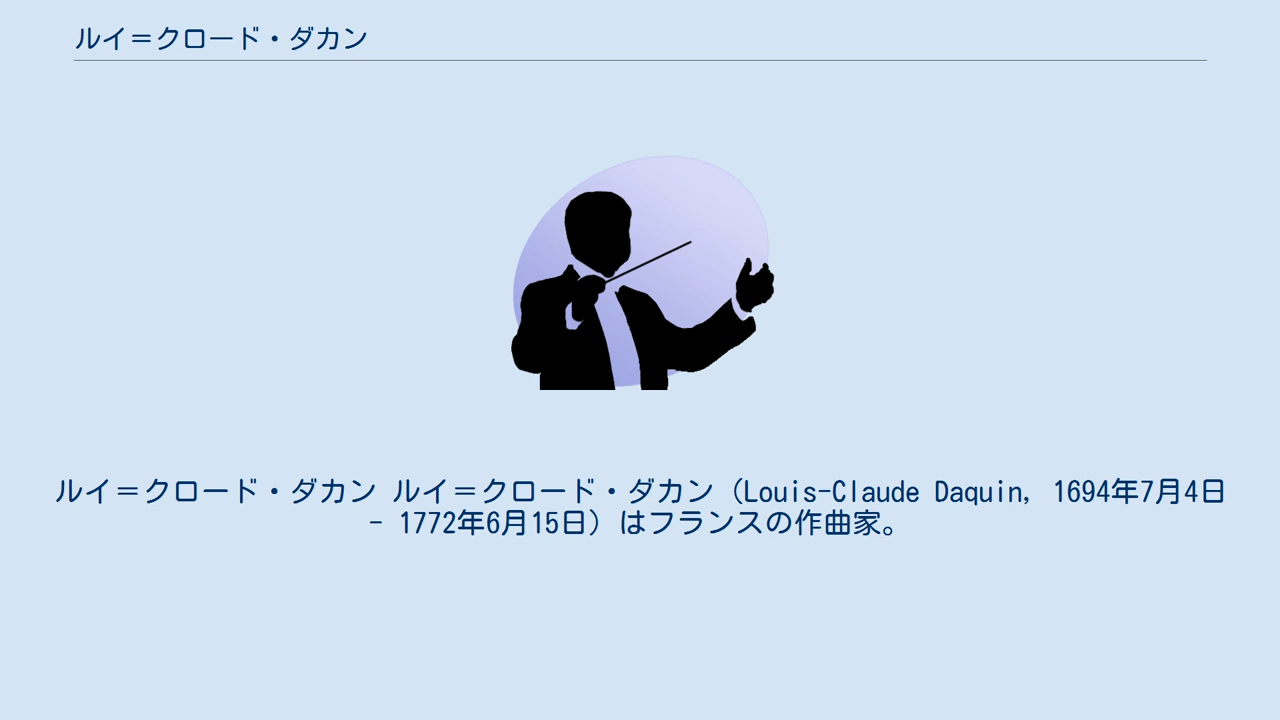 ルイ＝クロード・ダカン
ルイ＝クロード・ダカン ルイ＝クロード・ダカン（Louis-Claude Daquin, 1694年7月4日
- 1772年6月15日）はフランスの作曲家。